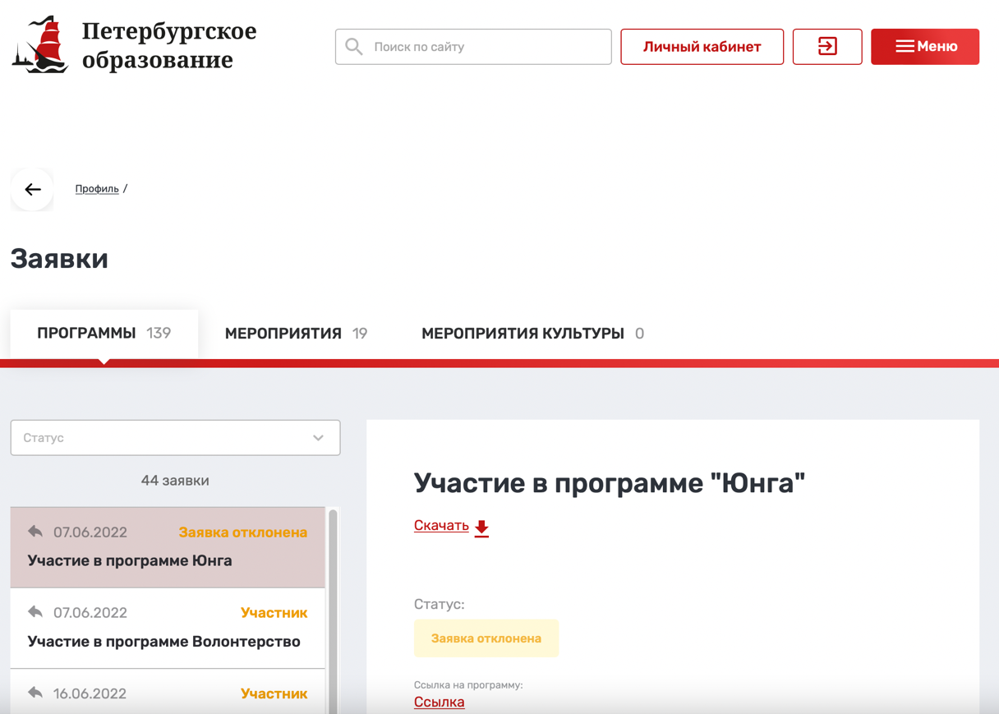 Петербургское
образование
Поиск по сайту
Личный кабинет
Меню
Профиль /
Заявки
ПРОГРАММЫ 139
МЕРОПРИЯТИЯ 19
МЕРОПРИЯТИЯ КУЛЬТУРЫ 0
Статус
44 заявки
07.06.2022 Заявка отклонена
Участие в программе Юнга
07.06.2022 Участник
Участие в программе Волонтерство
16.06.2022 Участник
Участие в программе "Юнга"
Скачать
Статус:
Заявка отклонена
Ссылка на программу:
Ссылка